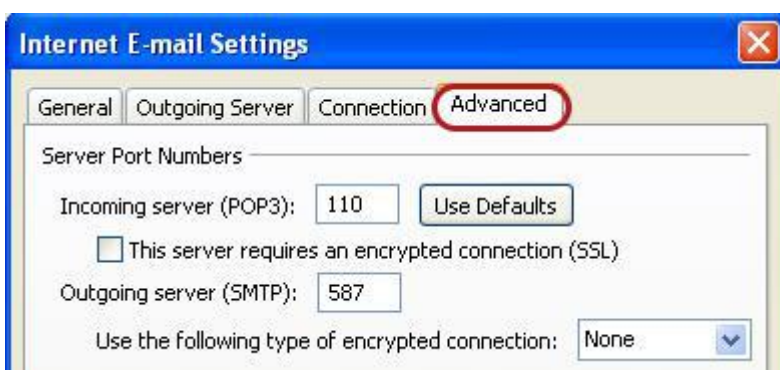 Internet E-mail Settings
General Outgoing Server Connection Advanced
Server Port Numbers
Incoming server (POP3): 110 Use Defaults
This server requires an encrypted connection (SSL)
Outgoing server (SMTP): 587
Use the following type of encrypted connection: None